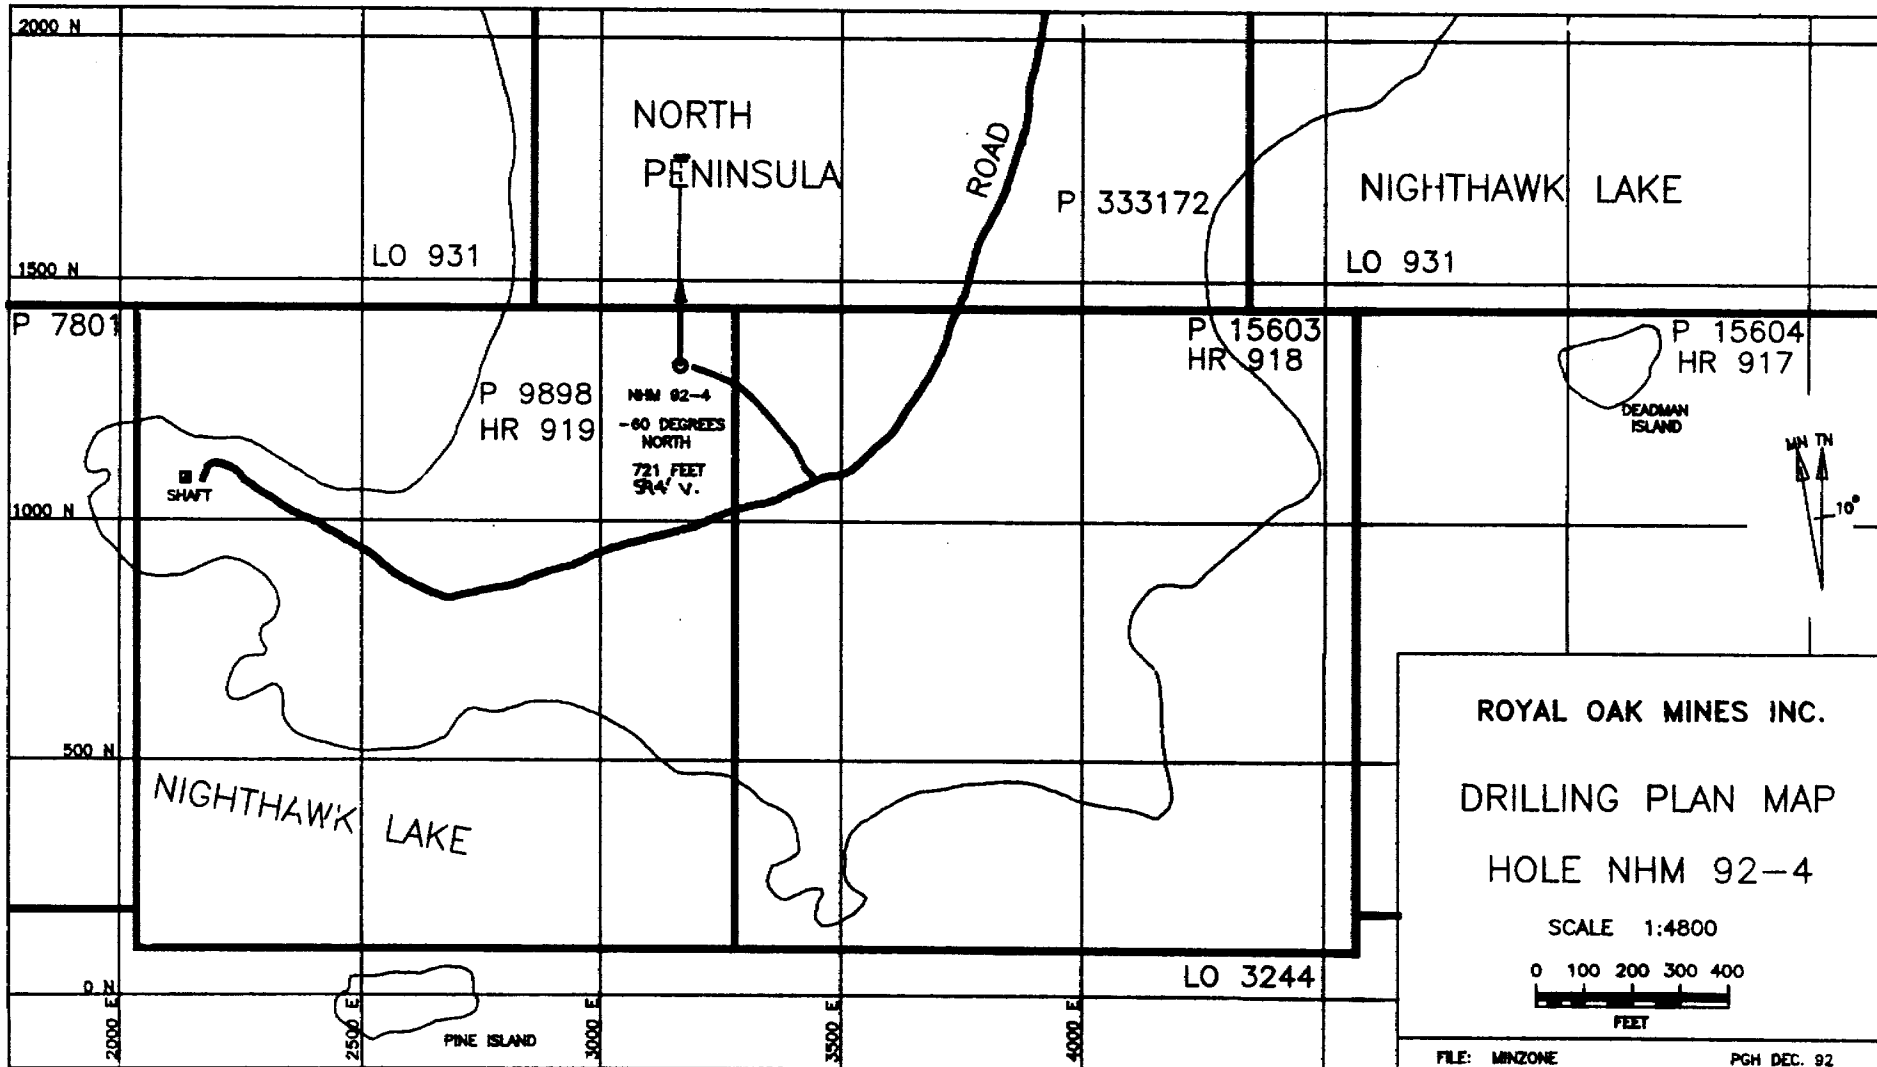 2000 N
NORTH
PENINSULA
ROAD
P 333172
NIGHTHAWK LAKE
LO 931
LO 931
1500 N
P 7801
P 15603
HR 918
P 15604
HR 917
P 9898
HR 919
NHM 92-4
-60 DEGREES
NORTH
721 FEET
V.
DEADMAN
ISLAND
MN TN
10°
SHAFT
1000 N
500 N
NIGHTHAWK LAKE
ROYAL OAK MINES INC.
DRILLING PLAN MAP
HOLE NHM 92-4
SCALE 1:4800
0 100 200 300 400
FEET
LO 3244
0 N
2000 E
2500 E
3000 E
3500 E
4000 E
PINE ISLAND
FILE: MINZONE
PGH DEC. 92